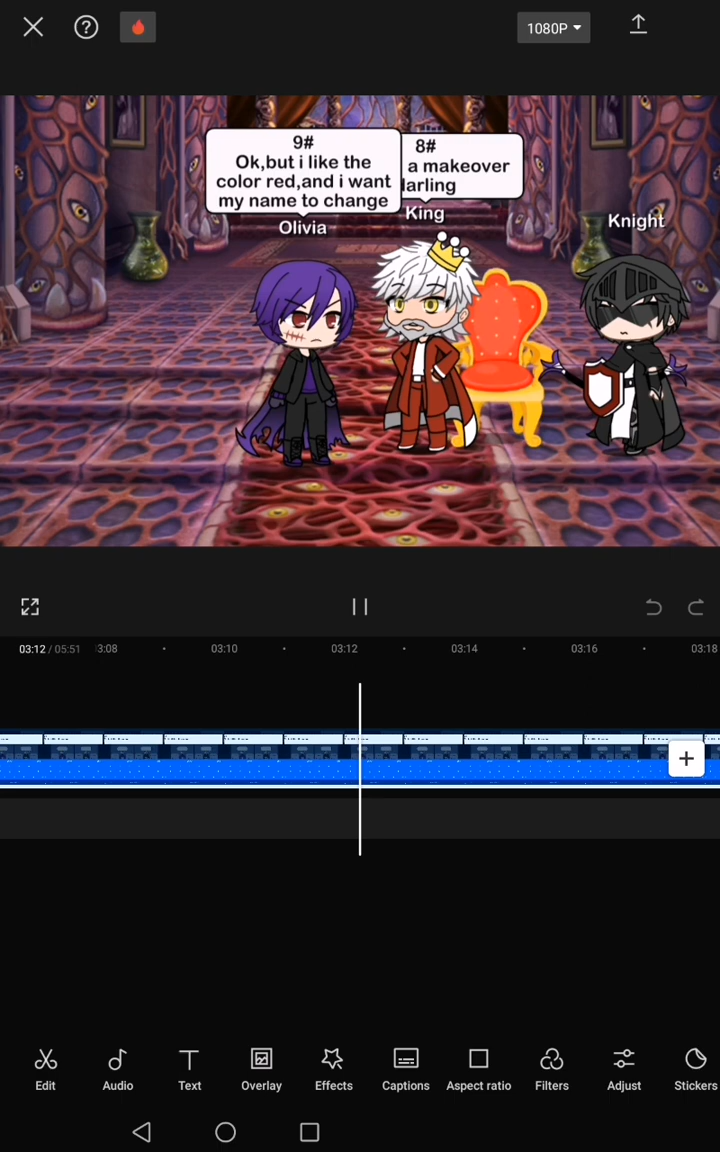 1080P
9#
Ok,but i like the
color red,and i want
my name to change
8#
a makeover
larling
Olivia
King
Knight
03:12 / 05:51
03:10
03:12
03:14
03:16
03:18
Edit
Audio
Text
Overlay
Effects
Captions
Aspect ratio
Filters
Adjust
Stickers